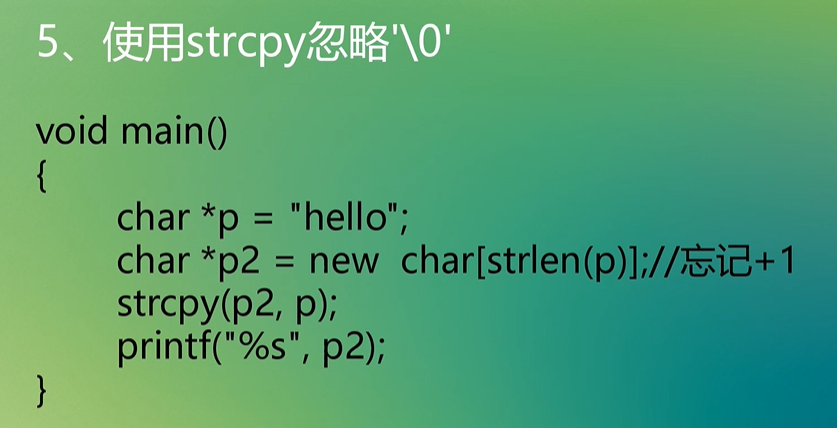 5、使用strcpy忽略'\0'
void main()
{
char *p = "hello";
char *p2 = new  char[strlen(p)];//忘记+1
strcpy(p2, p);
printf("%s", p2);
}